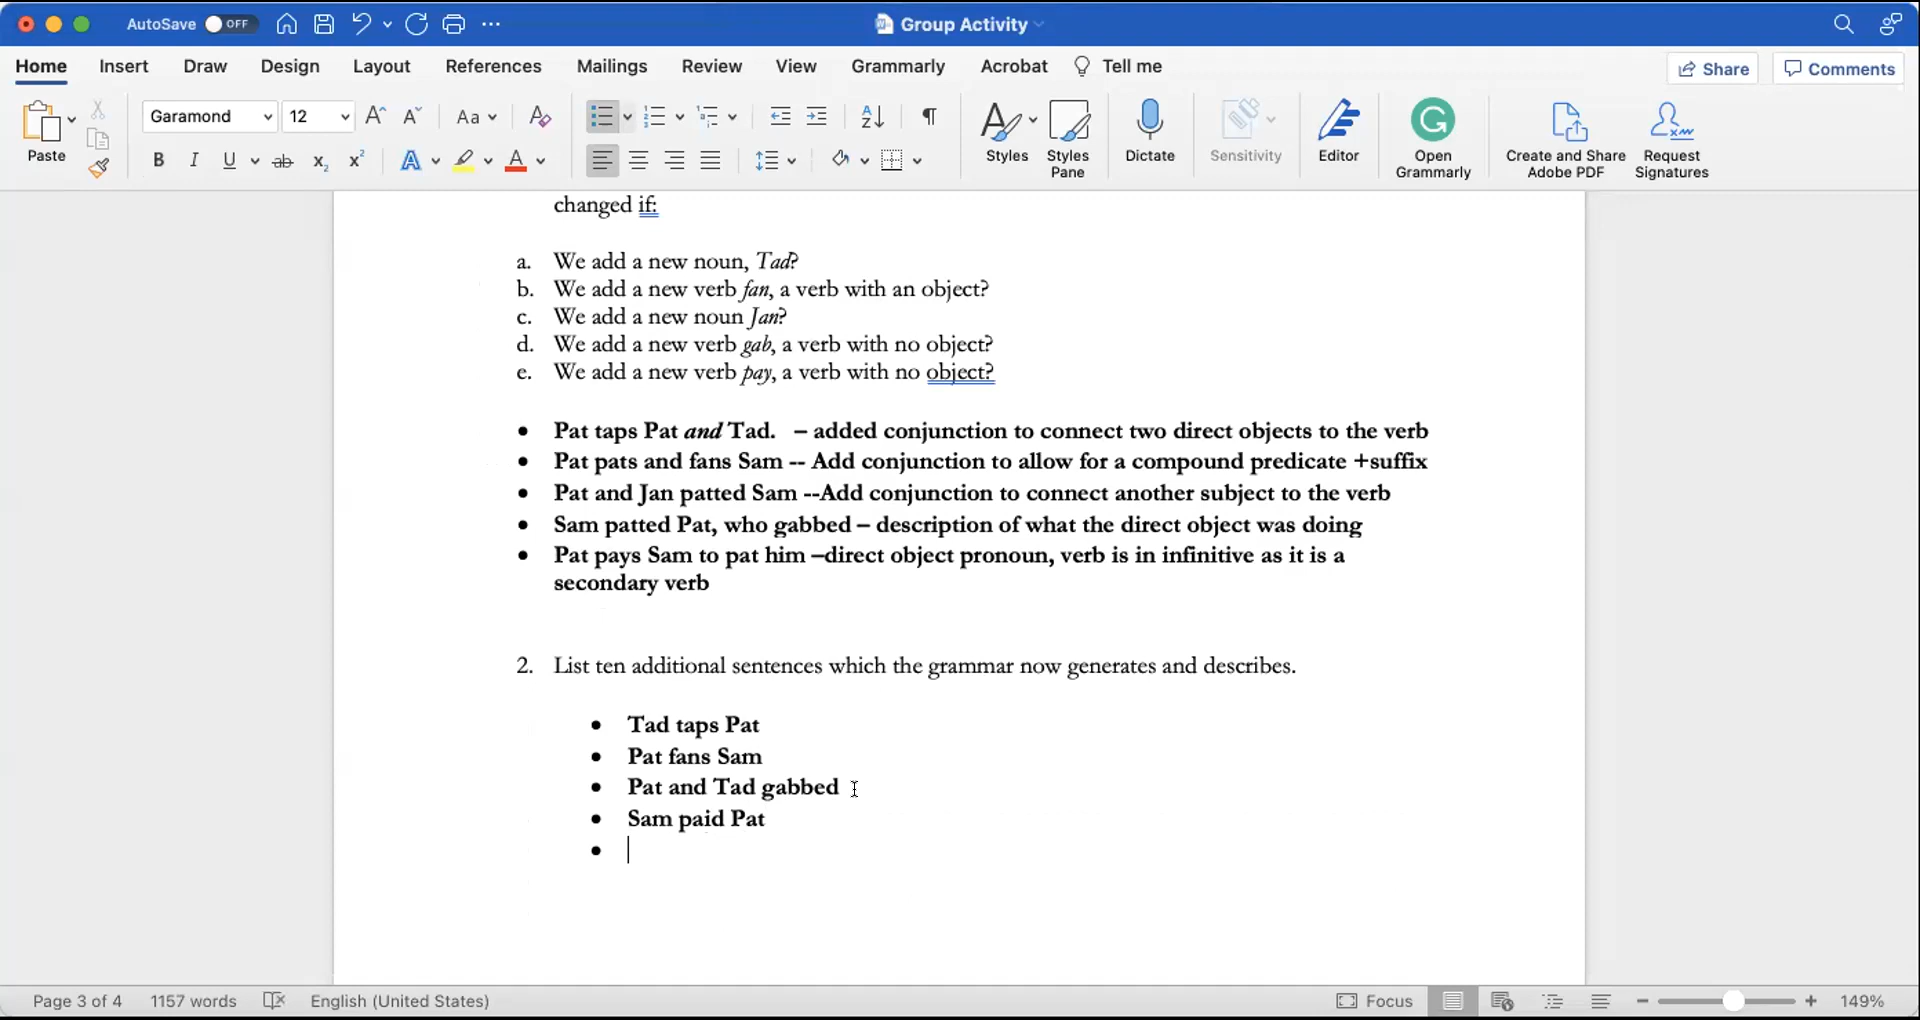 AutoSave OFF
Group Activity
Home Insert Draw Design Layout References Mailings Review View Grammarly Acrobat Tell me Share Comments
Garamond 12
Paste
Styles
Styles Pane
Dictate
Sensitivity
Editor
Open Grammarly
Create and Share Adobe PDF
Request Signatures
changed if:
a. We add a new noun, Tad?
b. We add a new verb fan, a verb with an object?
c. We add a new noun Jan?
d. We add a new verb gab, a verb with no object?
e. We add a new verb pay, a verb with no object?
• Pat taps Pat and Tad. – added conjunction to connect two direct objects to the verb
• Pat pats and fans Sam -- Add conjunction to allow for a compound predicate +suffix
• Pat and Jan patted Sam --Add conjunction to connect another subject to the verb
• Sam patted Pat, who gabbed – description of what the direct object was doing
• Pat pays Sam to pat him –direct object pronoun, verb is in infinitive as it is a
secondary verb
2. List ten additional sentences which the grammar now generates and describes.
• Tad taps Pat
• Pat fans Sam
• Pat and Tad gabbed
• Sam paid Pat
•
Page 3 of 4 1157 words English (United States) Focus 149%